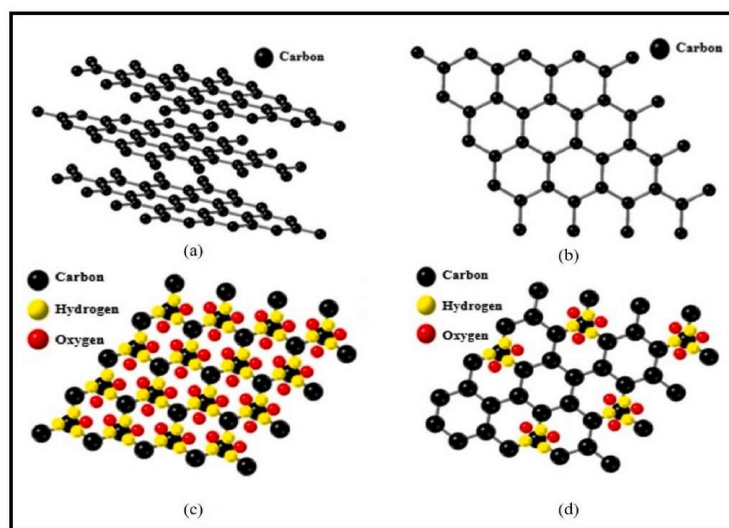 Carbon
Carbon
(a)
(b)
Carbon
Hydrogen
Oxygen
Carbon
Hydrogen
Oxygen
(c)
(d)